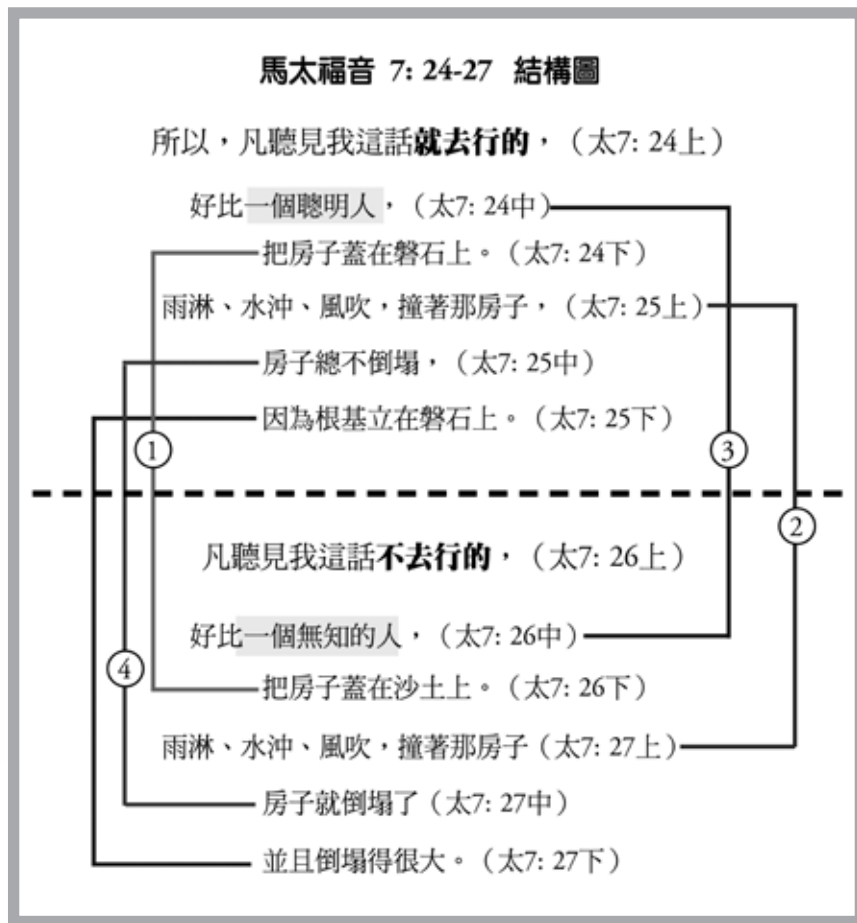 馬太福音 7: 24-27 結構圖
所以，凡聽見我這話就去行的，（太7: 24上）
好比一個聰明人，（太7: 24中）
把房子蓋在磐石上。（太7: 24下）
雨淋、水沖、風吹，撞著那房子，（太7: 25上）
房子總不倒塌，（太7: 25中）
因為根基立在磐石上。（太7: 25下）
①
③
②
凡聽見我這話不去行的，（太7: 26上）
好比一個無知的人，（太7: 26中）
④
把房子蓋在沙土上。（太7: 26下）
雨淋、水沖、風吹，撞著那房子（太7: 27上）
房子就倒塌了（太7: 27中）
並且倒塌得很大。（太7: 27下）